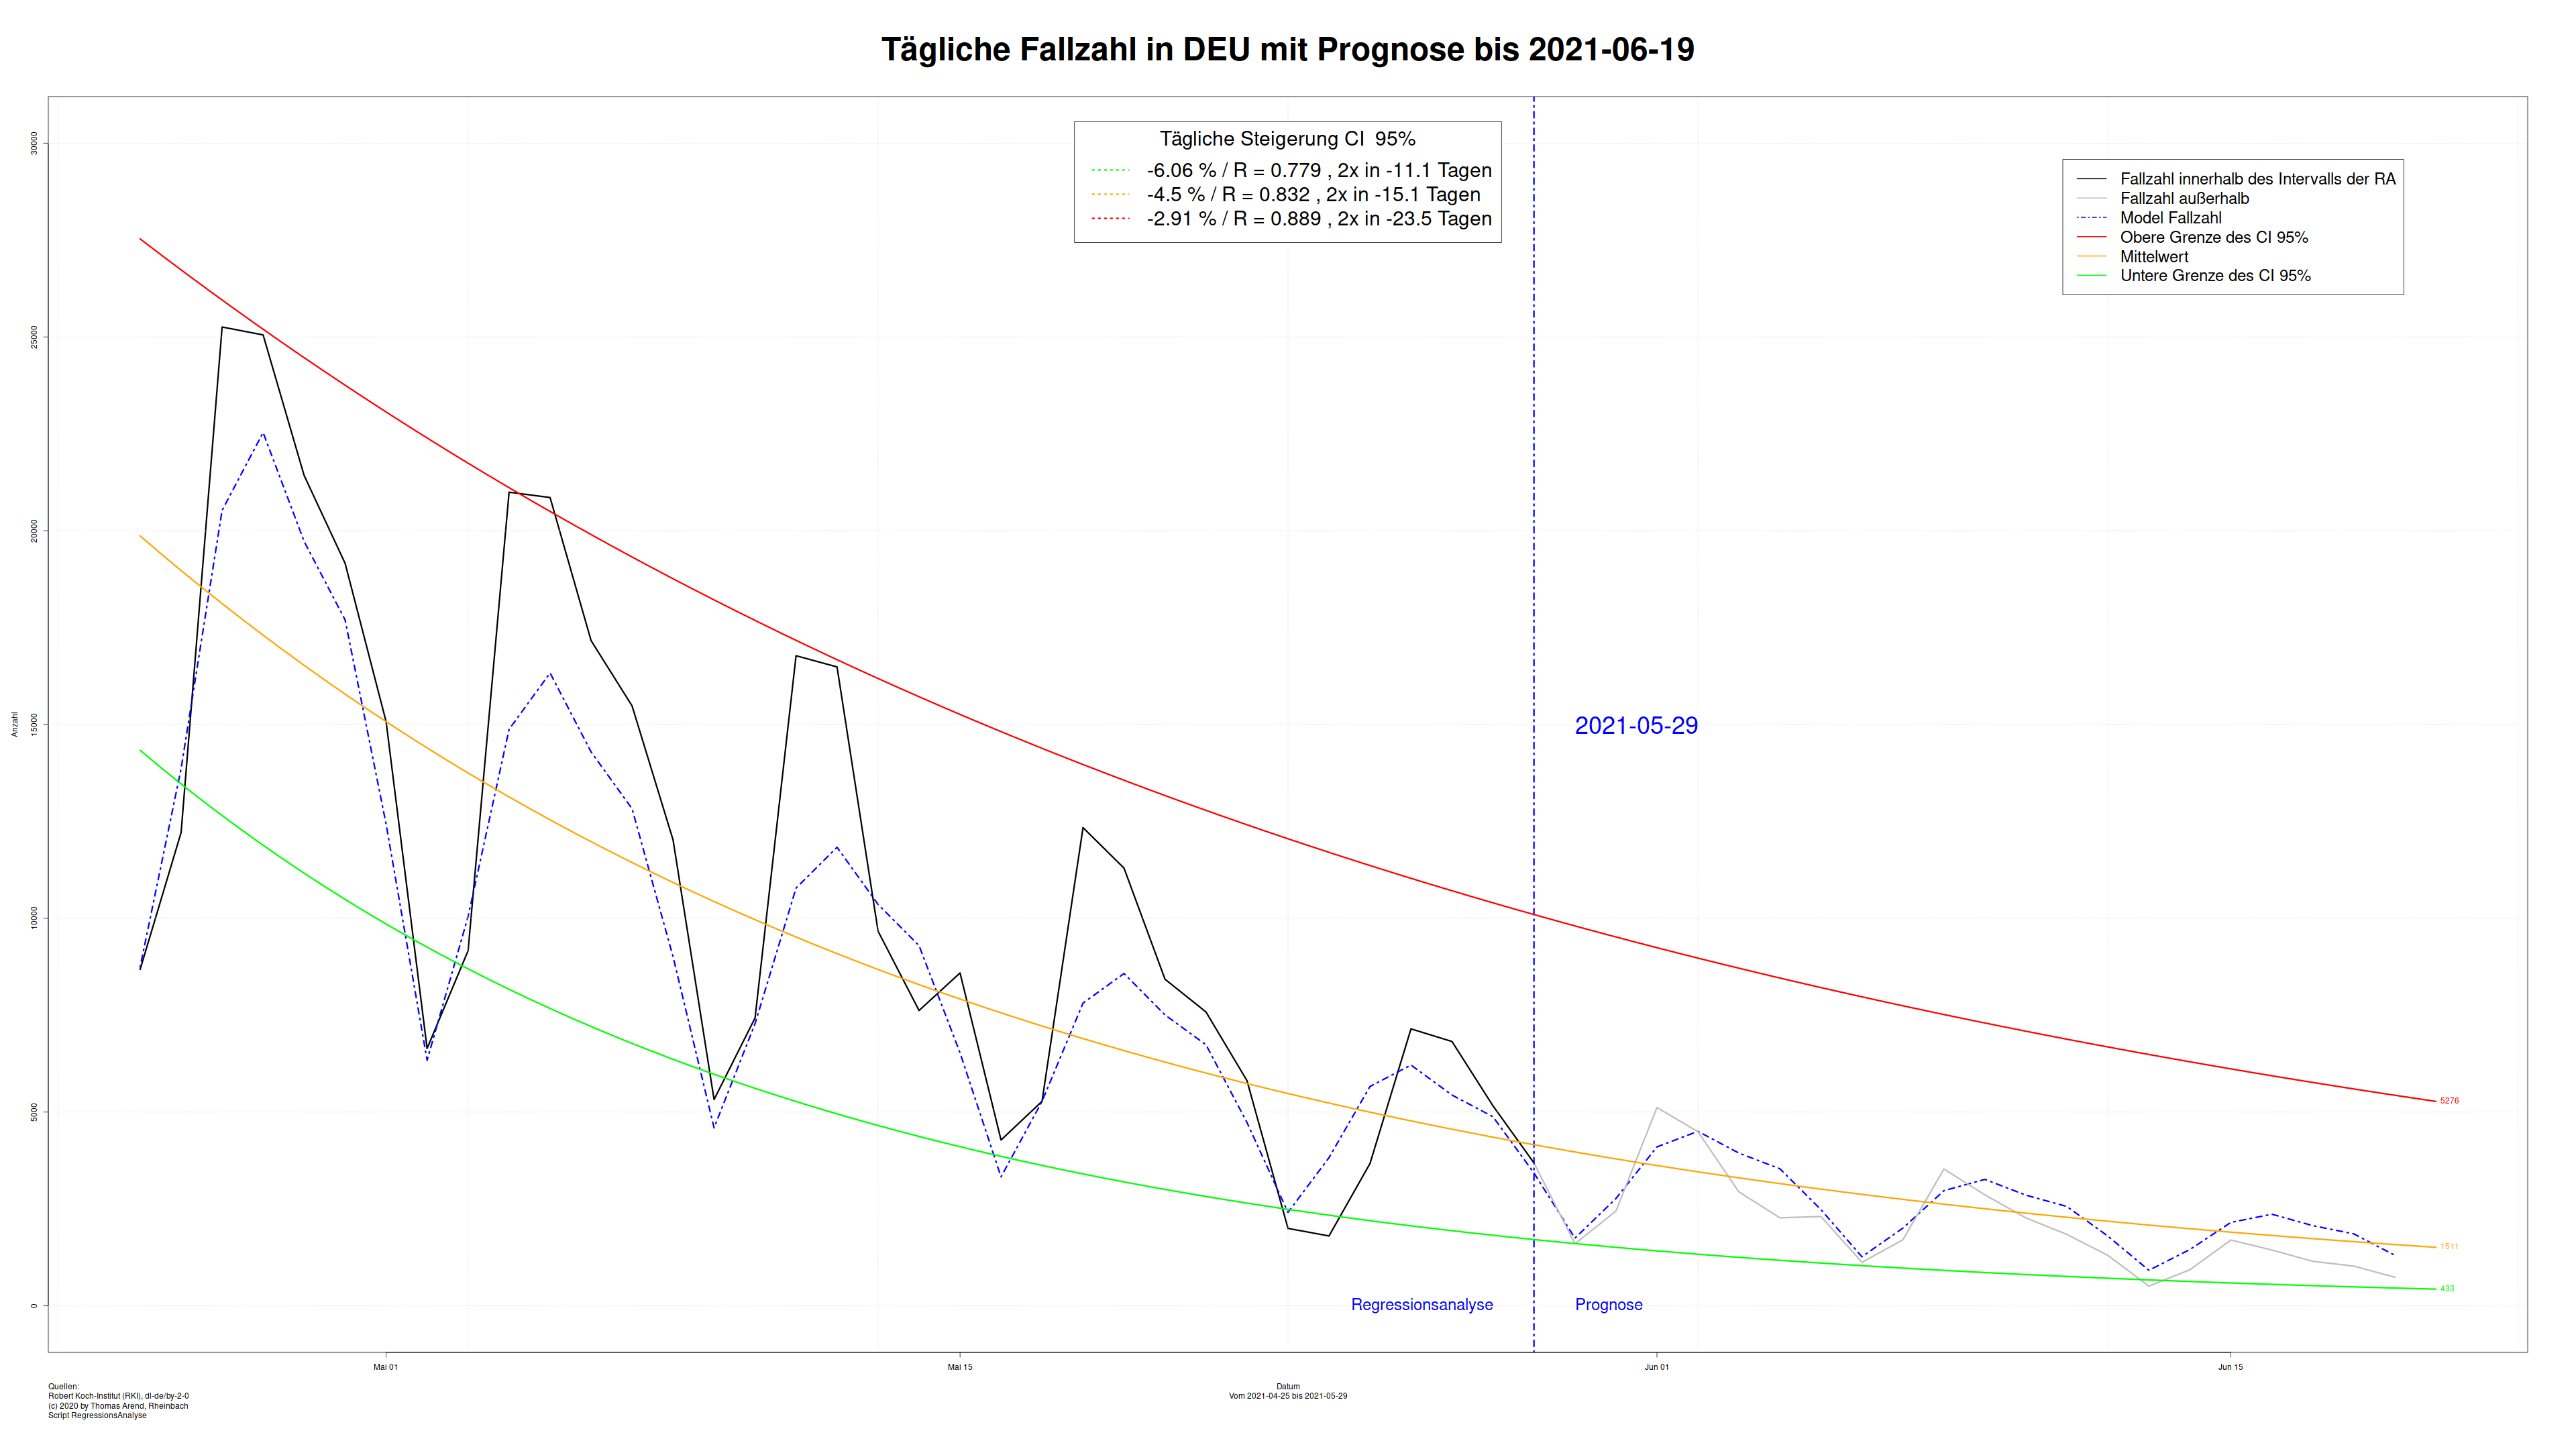 Tägliche Fallzahl in DEU mit Prognose bis 2021-06-19
Tägliche Steigerung CI  95%
-6.06 % / R = 0.779 , 2x in -11.1 Tagen
-4.5 % / R = 0.832 , 2x in -15.1 Tagen
-2.91 % / R = 0.889 , 2x in -23.5 Tagen
Fallzahl innerhalb des Intervalls der RA
Fallzahl außerhalb
Model Fallzahl
Obere Grenze des CI 95%
Mittelwert
Untere Grenze des CI 95%
Anzahl
30000
25000
20000
15000
10000
5000
0
2021-05-29
5276
1511
433
Regressionsanalyse
Prognose
Mai 01
Mai 15
Jun 01
Jun 15
Datum
Vom 2021-04-25 bis 2021-05-29
Quellen:
Robert Koch-Institut (RKI), dl-de/by-2-0
(c) 2020 by Thomas Arend, Rheinbach
Script RegressionsAnalyse